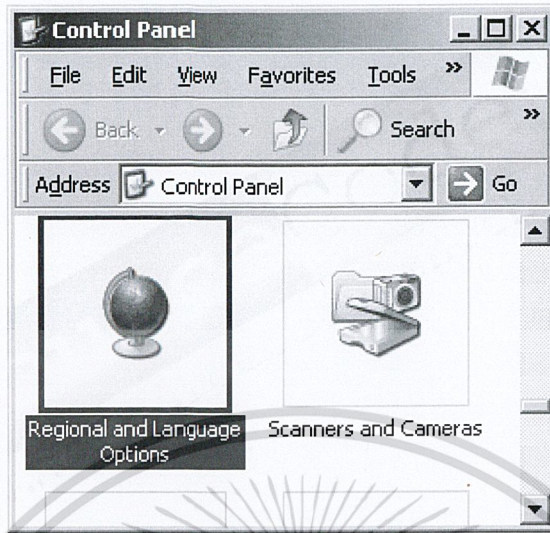 Control Panel
File Edit View Favorites Tools »
Back Search »
Address Control Panel Go
Regional and Language Options
Scanners and Cameras